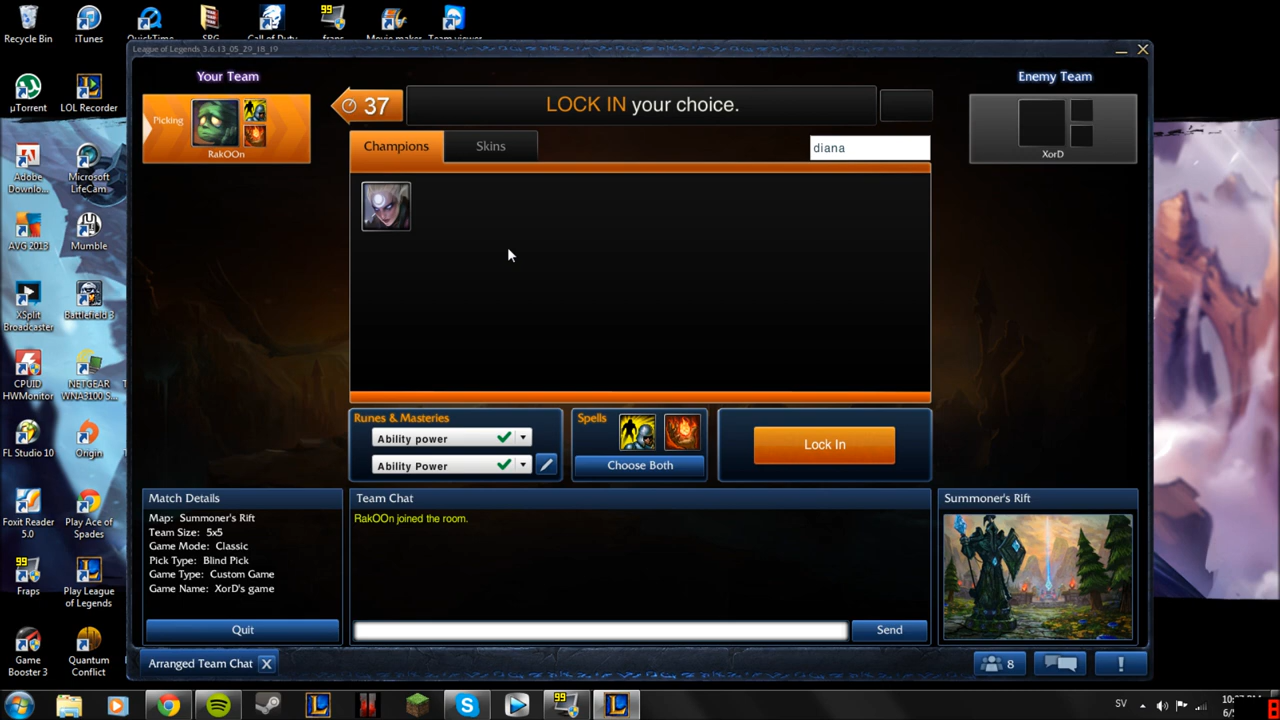 Recycle Bin
iTunes
QuickTime
SRG
Call of Duty
fraps
Movie maker
Team viewer
99
League of Legends 3.6.13_05_29_18_19
Your Team
Picking
RakOOn
37
LOCK IN your choice.
Enemy Team
XorD
Champions
Skins
diana
µTorrent
LOL Recorder
Adobe
Downlo...
Microsoft
LifeCam
AVG 2013
Mumble
XSplit
Broadcaster
Battlefield 3
CPUID
HWMonitor
NETGEAR
WNA3100 S...
FL Studio 10
Origin
Foxit Reader
5.0
Play Ace of
Spades
99
Fraps
Play League
of Legends
Game
Booster 3
Quantum
Conflict
Runes & Masteries
Ability power
Ability Power
Spells
Choose Both
Lock In
Match Details
Map: Summoner's Rift
Team Size: 5x5
Game Mode: Classic
Pick Type: Blind Pick
Game Type: Custom Game
Game Name: XorD's game
Quit
Team Chat
RakOOn joined the room.
Send
Summoner's Rift
Arranged Team Chat X
8
99
SV